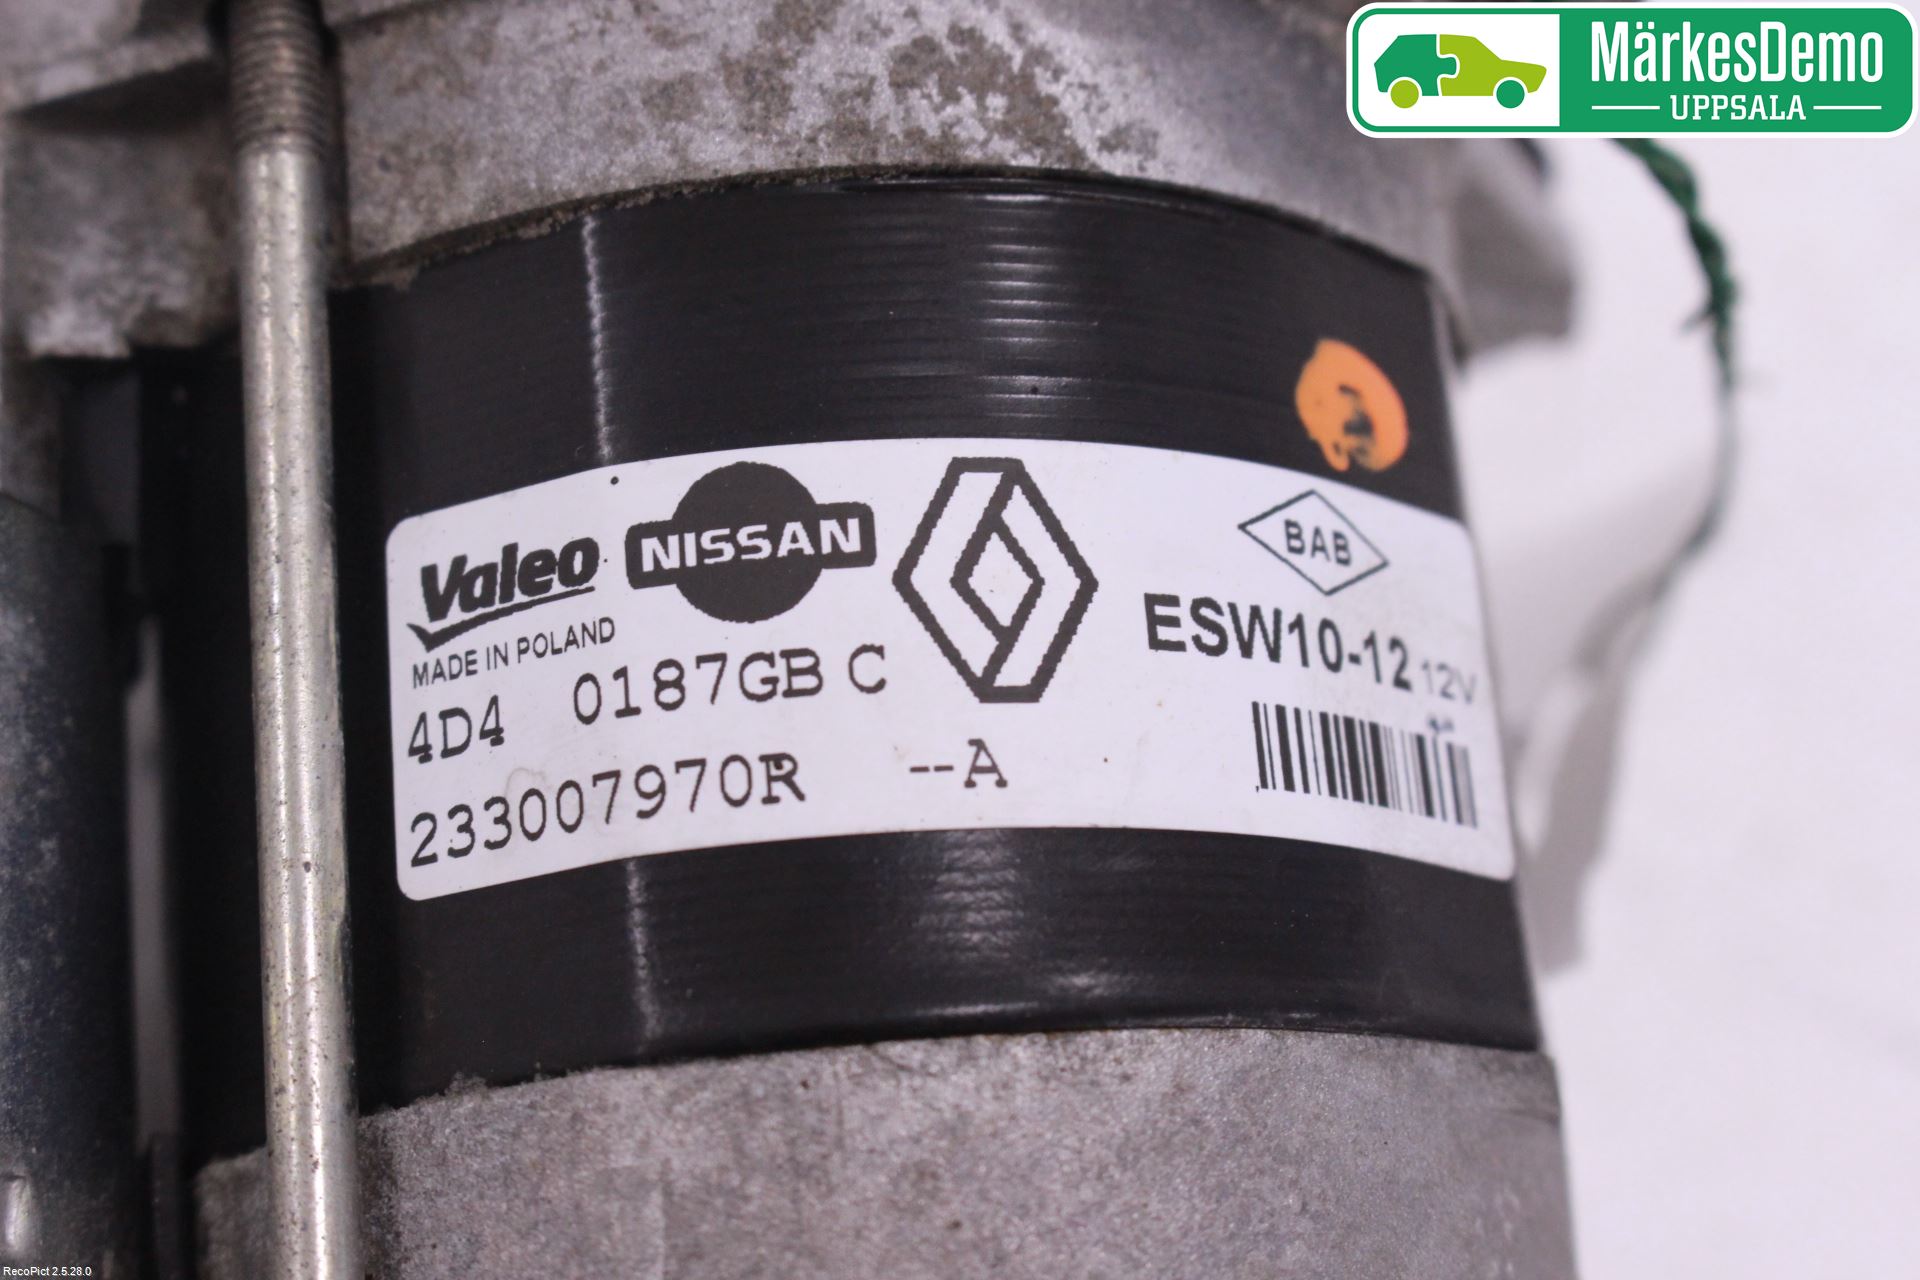 MärkesDemo
UPPSALA
Valeo
NISSAN
BAB
MADE IN POLAND
ESW10-12 12V
4D4 0187GB C
233007970R --A
RecoPict 2.5.28.0